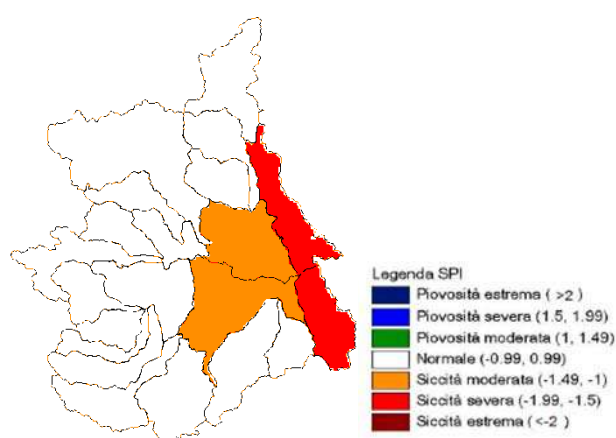 Legenda SPI
Piovosità estrema ( >2 )
Piovosità severa (1.5, 1.99)
Piovosità moderata (1, 1.49)
Normale (-0.99, 0.99)
Siccità moderata (-1.49, -1)
Siccità severa (-1.99, -1.5)
Siccità estrema (<-2 )